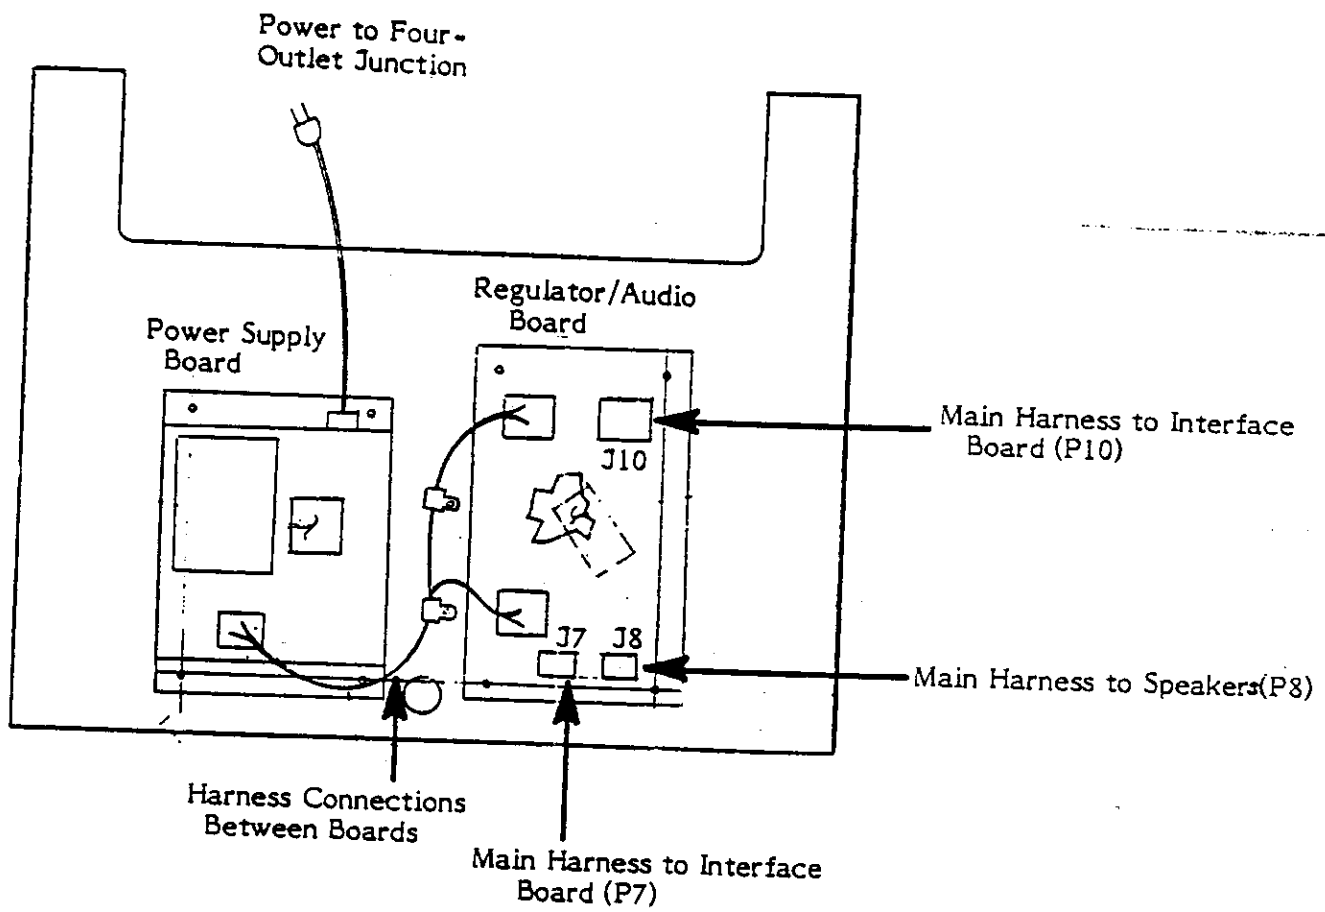 Power to Four-
Outlet Junction
Regulator/Audio
Board
Power Supply
Board
Main Harness to Interface
Board (P10)
J10
J7
J8
Main Harness to Speakers(P8)
Harness Connections
Between Boards
Main Harness to Interface
Board (P7)